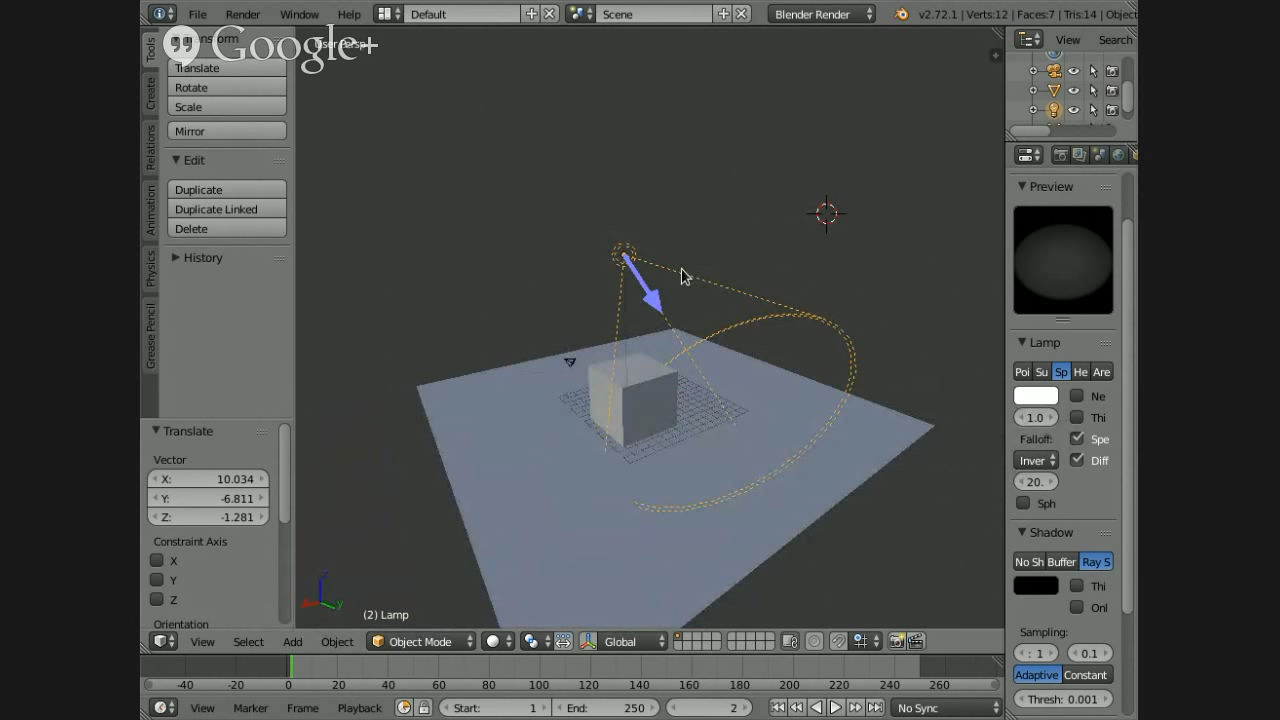 File Render Window Help Default Scene Blender Render v2.72.1 | Verts:12 | Faces:7 | Tris:14 | Object
Google+
Tools
Create
Relations
Animation
Physics
Grease Pencil
Translate
Rotate
Scale
Mirror
Edit
Duplicate
Duplicate Linked
Delete
History
Translate
Vector
X: 10.034
Y: -6.811
Z: -1.281
Constraint Axis
X
Y
Z
Orientation
(2) Lamp
View Select Add Object Object Mode Global
-40 -20 0 20 40 60 80 100 120 140 160 180 200 220 240 260
View Marker Frame Playback Start: 1 End: 250 2 No Sync
View Search
Preview
Lamp
Poi Su Sp He Are
Ne
1.0 Thi
Falloff: Spe
Inver Diff
20.
Sph
Shadow
No Sh Buffer Ray S
Thi
Onl
Sampling:
: 1 0.1
Adaptive Constant
Thresh: 0.001